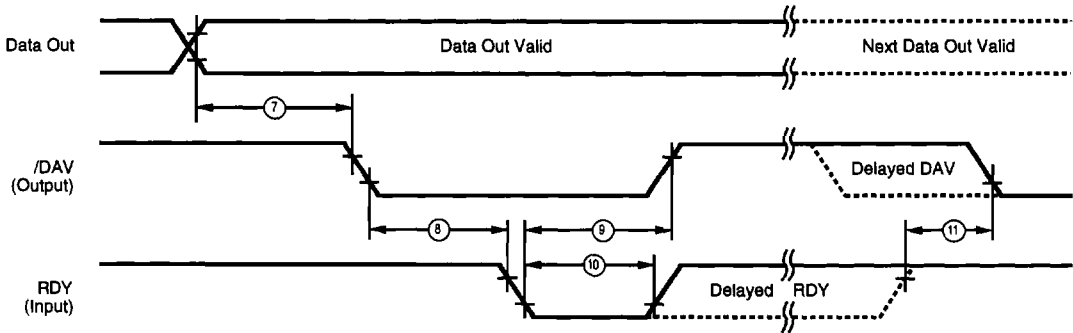 Data Out
Data Out Valid
Next Data Out Valid
7
/DAV
(Output)
Delayed DAV
8
9
11
10
RDY
(Input)
Delayed RDY